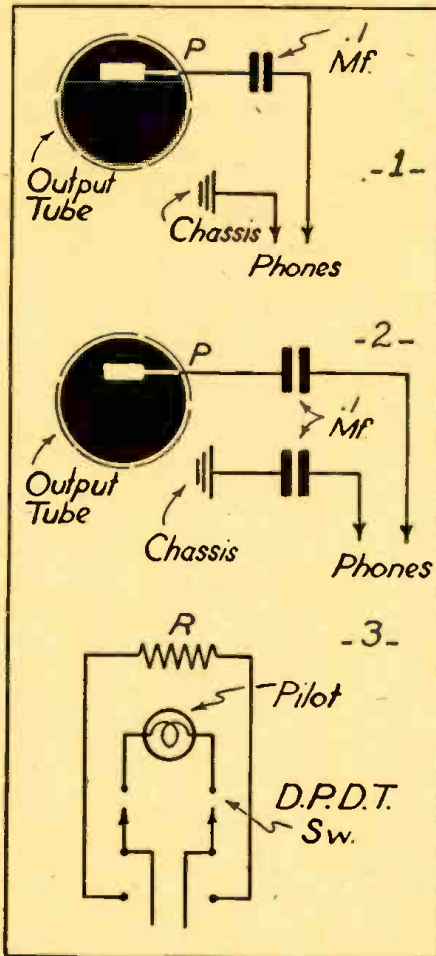 P
.1
Mf.
-1-
Output
Tube
Chassis
Phones
-2-
P
.1
Mf
Output
Tube
Chassis
Phones
R
-3-
Pilot
D.P.D.T.
Sw.